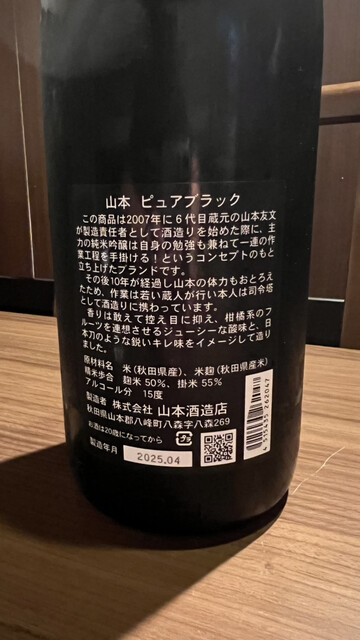 山本 ピュアブラック
この商品は2007年に6代目蔵元の山本友文
が製造責任者として酒造りを始めた際に、主
力の純米吟醸は自身の勉強も兼ねて一連の作
業工程を手掛ける！というコンセプトのもと
立ち上げたブランドです。
その後10年が経過し山本の体力もおとろえ
たため、作業は若い蔵人が行い本人は司令塔
として酒造りに携わっています。
香りは敢えて控え目に抑え、柑橘系のフ
ルーツを連想させるジューシーな酸味と、日
本刀のような鋭いキレ味をイメージして造り
ました。
原材料名 米(秋田県産)、米麹(秋田県産米)
精米歩合 麹米50%、掛米55%
アルコール分 15度
製造者 株式会社 山本酒造店
秋田県山本郡八峰町八森字八森269
お酒は20歳になってから
製造年月 2025.04
4 535455 262047